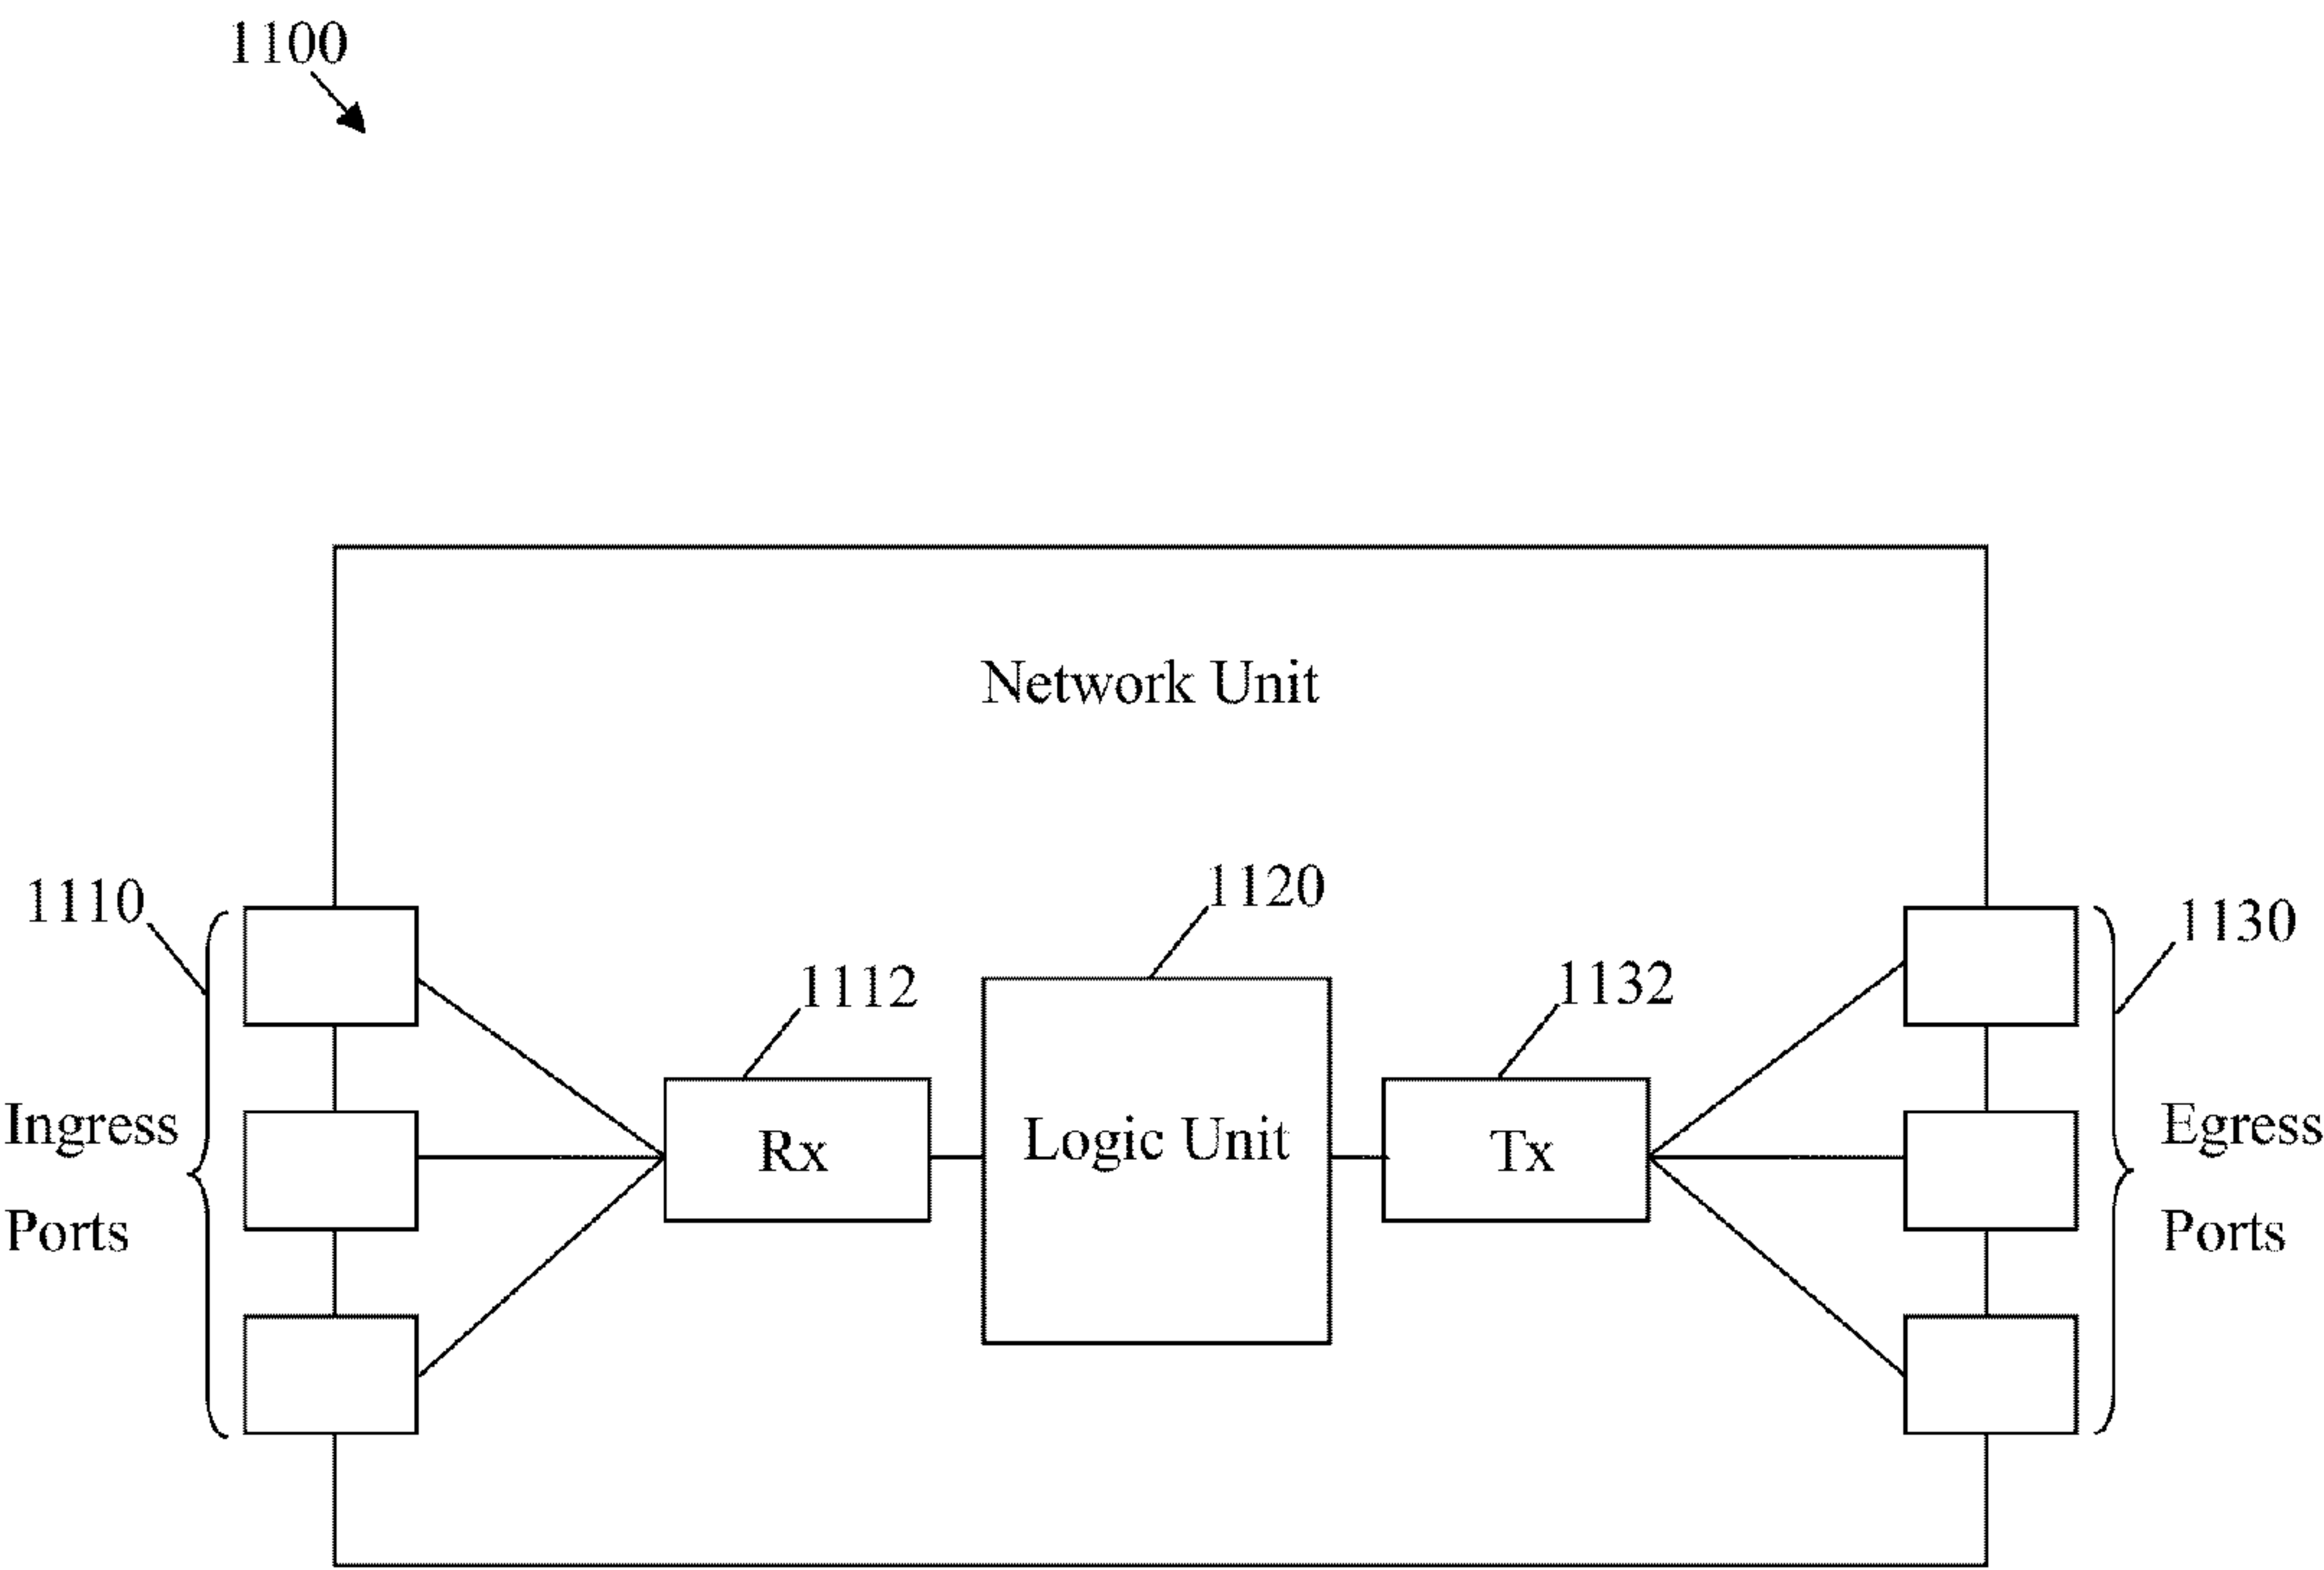 1100
Network Unit
1110
1120
1130
1112
1132
Ingress
Ports
Rx
Logic Unit
Tx
Egress
Ports